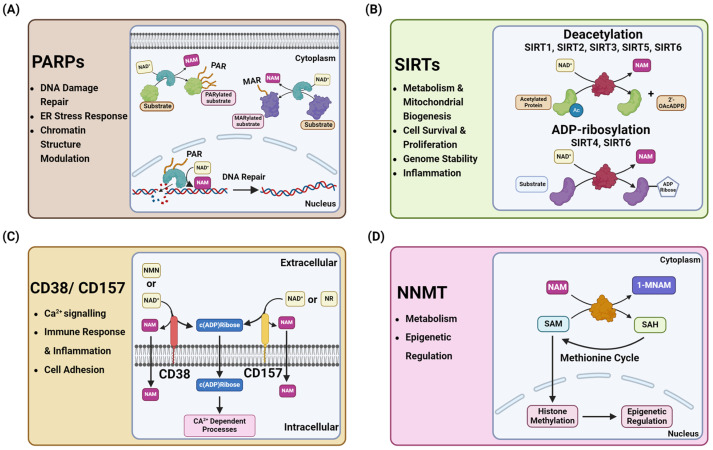 (A)
PARPs
• DNA Damage
Repair
• ER Stress Response
• Chromatin
Structure
Modulation
Cytoplasm
NAD⁺
NAM
PAR
Substrate
PARylated
substrate
MAR
NAM
NAD⁺
MARylated
substrate
Substrate
PAR
NAD⁺
NAM
DNA Repair
Nucleus
(B)
SIRTs
• Metabolism &
Mitochondrial
Biogenesis
• Cell Survival &
Proliferation
• Genome Stability
• Inflammation
Deacetylation
SIRT1, SIRT2, SIRT3, SIRT5, SIRT6
NAD⁺
NAM
Acetylated Protein
Ac
+
2'-
OAcADPR
ADP-ribosylation
SIRT4, SIRT6
NAD⁺
NAM
Substrate
ADP
Ribose
(C)
CD38/ CD157
• Ca²⁺ signalling
• Immune Response
& Inflammation
• Cell Adhesion
Extracellular
NMN
or
NAD⁺
NAD⁺ or NR
NAM
c(ADP)Ribose
NAM
CD38
CD157
NAM
c(ADP)Ribose
NAM
CA²⁺ Dependent
Processes
Intracellular
(D)
NNMT
• Metabolism
• Epigenetic
Regulation
Cytoplasm
NAM
1-MNAM
SAM
SAH
Methionine Cycle
Histone
Methylation
Epigenetic
Regulation
Nucleus